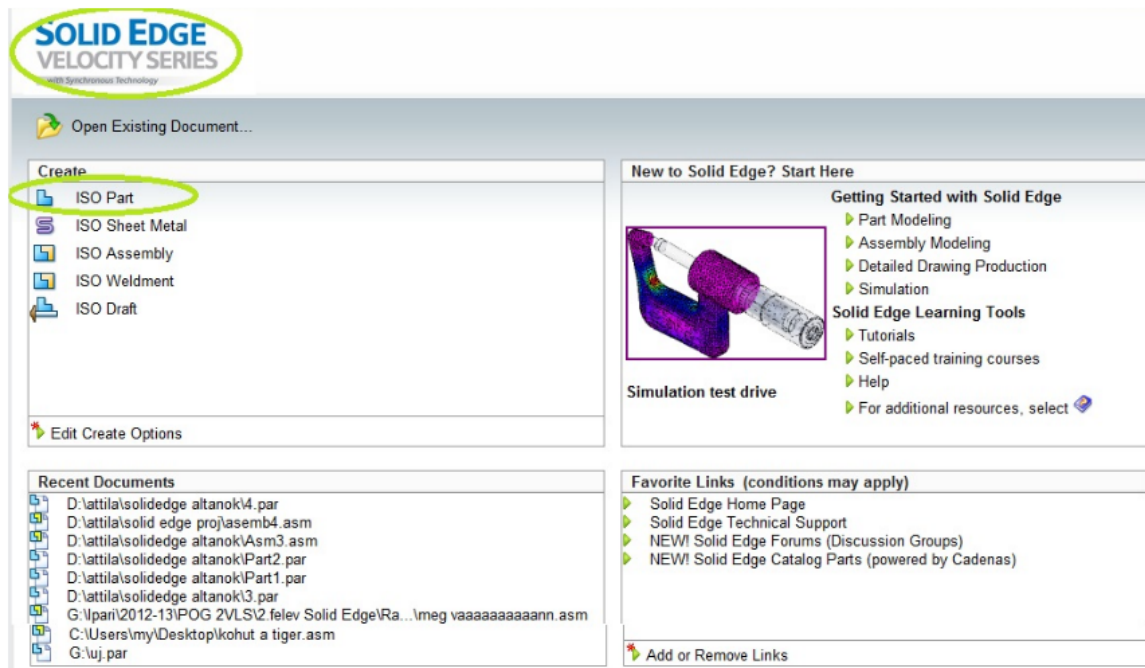 SOLID EDGE
VELOCITY SERIES
...with Synchronous Technology
Open Existing Document...
Create
ISO Part
ISO Sheet Metal
ISO Assembly
ISO Weldment
ISO Draft
Edit Create Options
New to Solid Edge? Start Here
Getting Started with Solid Edge
Part Modeling
Assembly Modeling
Detailed Drawing Production
Simulation
Solid Edge Learning Tools
Tutorials
Self-paced training courses
Help
For additional resources, select
Simulation test drive
Recent Documents
D:\attila\solidedge altanok\4.par
D:\attila\solid edge proj\asemb4.asm
D:\attila\solidedge altanok\Asm3.asm
D:\attila\solidedge altanok\Part2.par
D:\attila\solidedge altanok\Part1.par
D:\attila\solidedge altanok\3.par
G:\Ipari\2012-13\POG 2VLS\2.felev Solid Edge\Ra...\meg vaaaaaaaaaann.asm
C:\Users\my\Desktop\kohut a tiger.asm
G:\uj.par
Favorite Links (conditions may apply)
Solid Edge Home Page
Solid Edge Technical Support
NEW! Solid Edge Forums (Discussion Groups)
NEW! Solid Edge Catalog Parts (powered by Cadenas)
Add or Remove Links